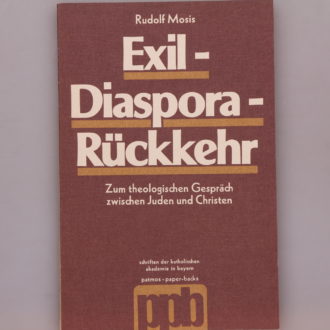 Rudolf Mosis
Exil -
Diaspora -
Rückkehr
Zum theologischen Gespräch
zwischen Juden und Christen
schriften der katholischen
akademie in bayern
patmos-paper-backs
ppb